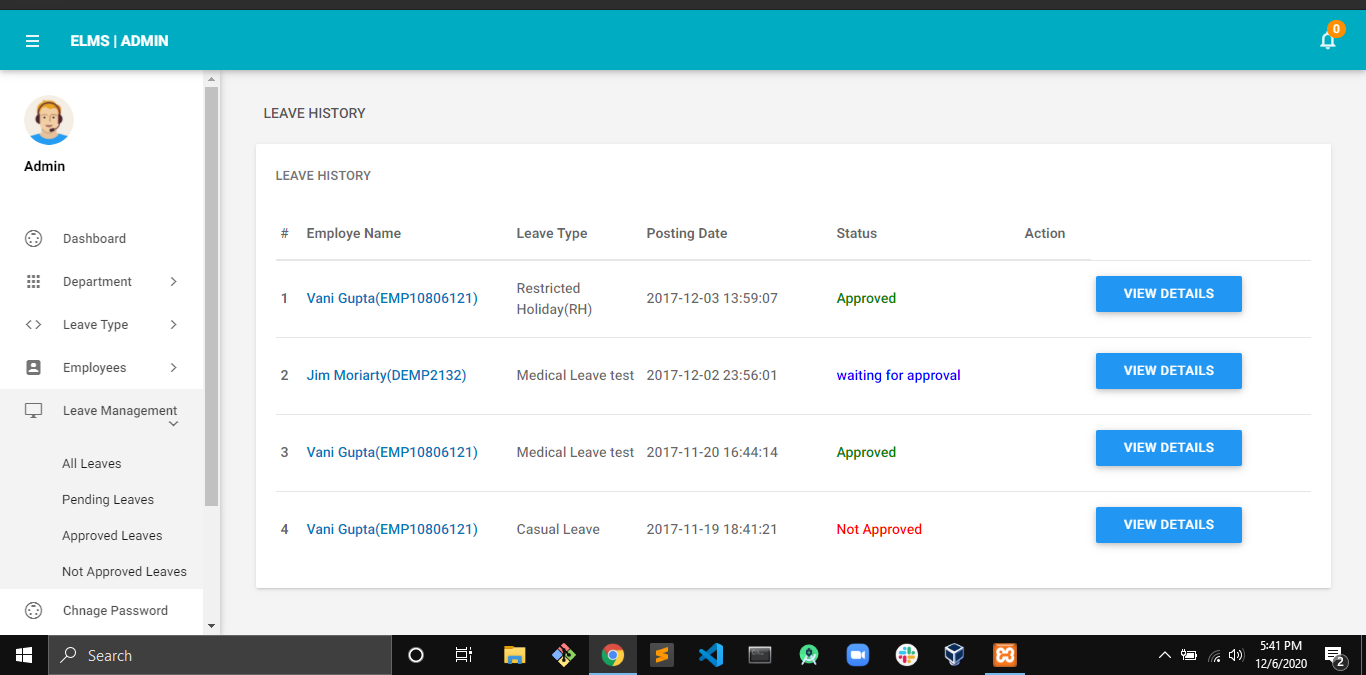 ELMS | ADMIN
0
Admin
Dashboard
Department
Leave Type
Employees
Leave Management
All Leaves
Pending Leaves
Approved Leaves
Not Approved Leaves
Chnage Password
LEAVE HISTORY
LEAVE HISTORY
# Employe Name Leave Type Posting Date Status Action
1 Vani Gupta(EMP10806121) Restricted Holiday(RH) 2017-12-03 13:59:07 Approved VIEW DETAILS
2 Jim Moriarty(DEMP2132) Medical Leave test 2017-12-02 23:56:01 waiting for approval VIEW DETAILS
3 Vani Gupta(EMP10806121) Medical Leave test 2017-11-20 16:44:14 Approved VIEW DETAILS
4 Vani Gupta(EMP10806121) Casual Leave 2017-11-19 18:41:21 Not Approved VIEW DETAILS
Search
5:41 PM
12/6/2020
2